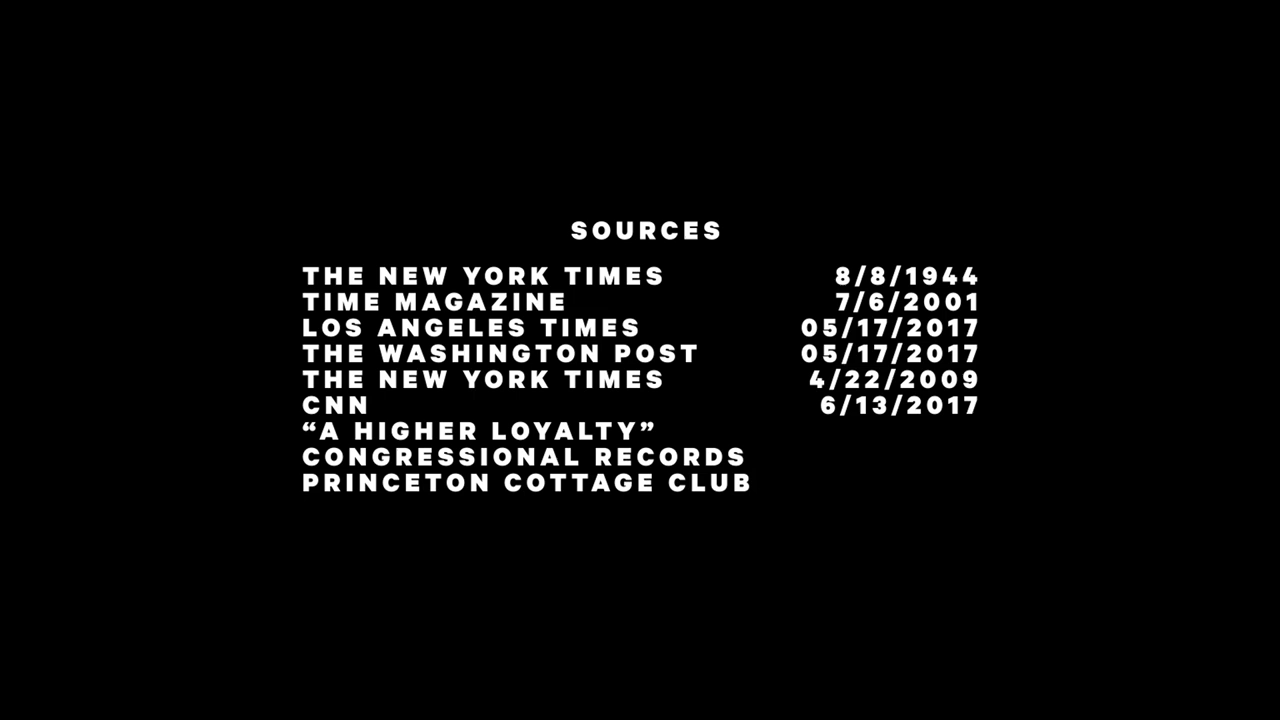 SOURCES
THE NEW YORK TIMES 8/8/1944
TIME MAGAZINE 7/6/2001
LOS ANGELES TIMES 05/17/2017
THE WASHINGTON POST 05/17/2017
THE NEW YORK TIMES 4/22/2009
CNN 6/13/2017
“A HIGHER LOYALTY”
CONGRESSIONAL RECORDS
PRINCETON COTTAGE CLUB